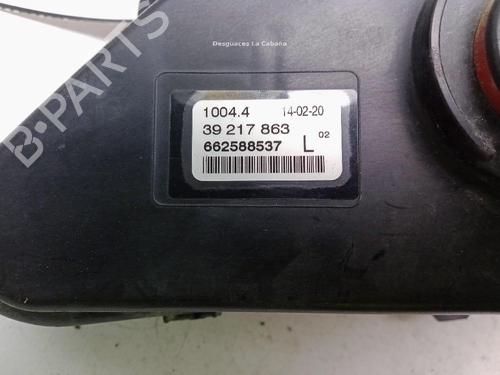 B-PARTS
Desguaces La Cabaña
1004.4 14-02-20
39 217 863
662588537 L 02